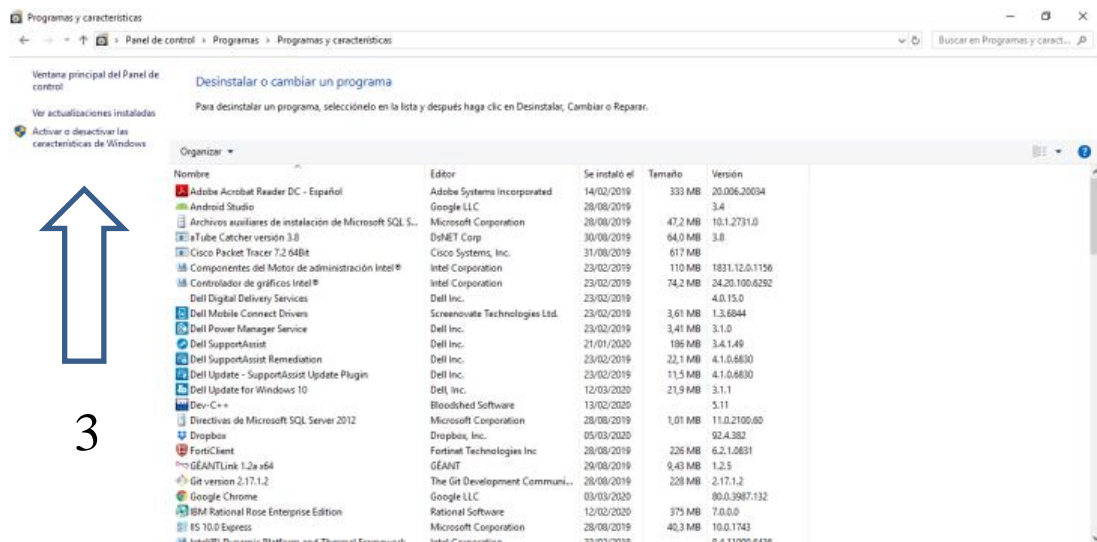 Programas y características
Panel de control > Programas > Programas y características
Buscar en Programas y caract...
Ventana principal del Panel de control
Ver actualizaciones instaladas
Activar o desactivar las características de Windows
Desinstalar o cambiar un programa
Para desinstalar un programa, selecciónelo en la lista y después haga clic en Desinstalar, Cambiar o Reparar.
Organizar
Nombre Editor Se instaló el Tamaño Versión
Adobe Acrobat Reader DC - Español Adobe Systems Incorporated 14/02/2019 333 MB 20.006.20034
Android Studio Google LLC 28/08/2019 3.4
Archivos auxiliares de instalación de Microsoft SQL S... Microsoft Corporation 28/08/2019 47,2 MB 10.1.2731.0
aTube Catcher versión 3.8 DsNET Corp 30/08/2019 64,0 MB 3.8
Cisco Packet Tracer 7.2 64Bit Cisco Systems, Inc. 31/08/2019 617 MB
Componentes del Motor de administración Intel® Intel Corporation 23/02/2019 110 MB 1831.12.0.1156
Controlador de gráficos Intel® Intel Corporation 23/02/2019 74,2 MB 24.20.100.6292
Dell Digital Delivery Services Dell Inc. 23/02/2019 4.0.15.0
Dell Mobile Connect Drivers Screenovate Technologies Ltd. 23/02/2019 3,61 MB 1.3.6844
Dell Power Manager Service Dell Inc. 23/02/2019 3,41 MB 3.1.0
Dell SupportAssist Dell Inc. 21/01/2020 186 MB 3.4.1.49
Dell SupportAssist Remediation Dell Inc. 23/02/2019 22,1 MB 4.1.0.6830
Dell Update - SupportAssist Update Plugin Dell Inc. 23/02/2019 11,5 MB 4.1.0.6830
Dell Update for Windows 10 Dell, Inc. 12/03/2020 21,9 MB 3.1.1
Dev-C++ Bloodshed Software 13/02/2020 5.11
Directivas de Microsoft SQL Server 2012 Microsoft Corporation 28/08/2019 1,01 MB 11.0.2100.60
Dropbox Dropbox, Inc. 05/03/2020 92.4.382
FortiClient Fortinet Technologies Inc 28/08/2019 226 MB 6.2.1.0831
GÉANTLink 1.2a x64 GÉANT 29/08/2019 9,43 MB 1.2.5
Git version 2.17.1.2 The Git Development Communi... 28/08/2019 228 MB 2.17.1.2
Google Chrome Google LLC 03/03/2020 80.0.3987.132
IBM Rational Rose Enterprise Edition Rational Software 12/02/2020 375 MB 7.0.0.0
IIS 10.0 Express Microsoft Corporation 28/08/2019 40,3 MB 10.0.1743
Intel(R) Dynamic Platform and Thermal Framework Intel Corporation 23/02/2019
3